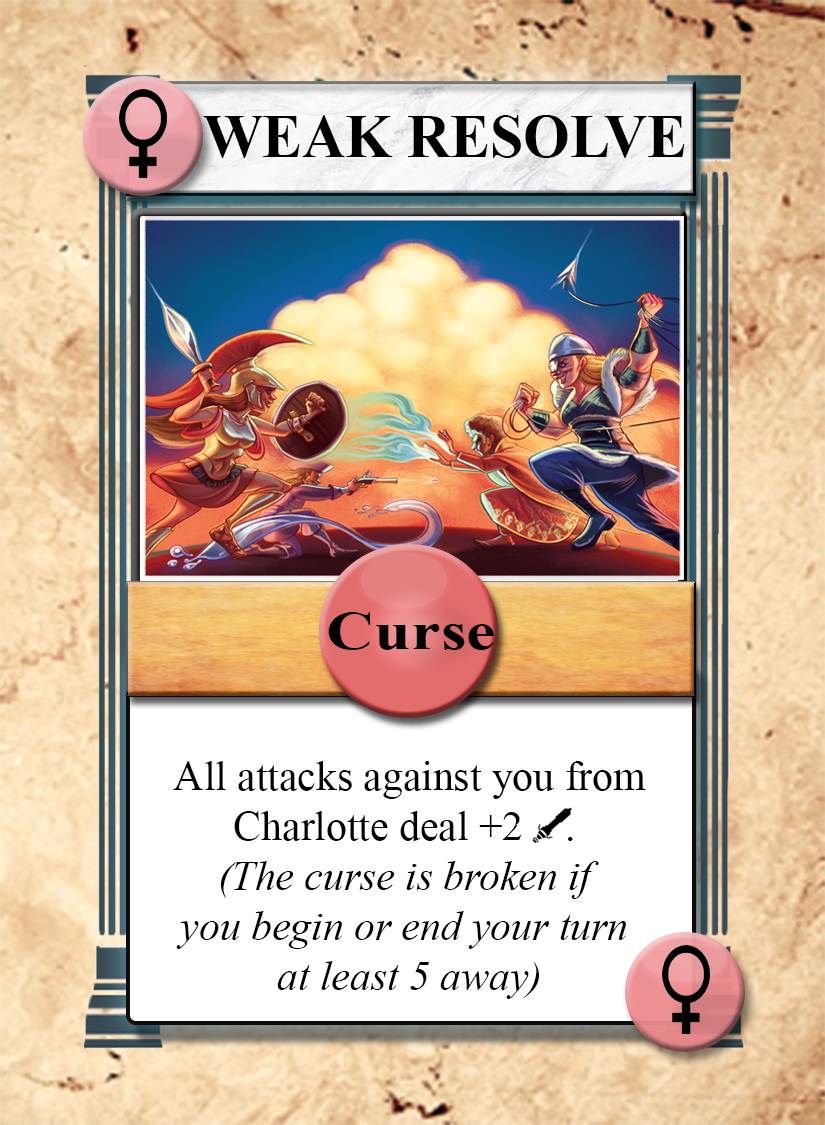 WEAK RESOLVE
Curse
All attacks against you from
Charlotte deal +2 .
(The curse is broken if
you begin or end your turn
at least 5 away)